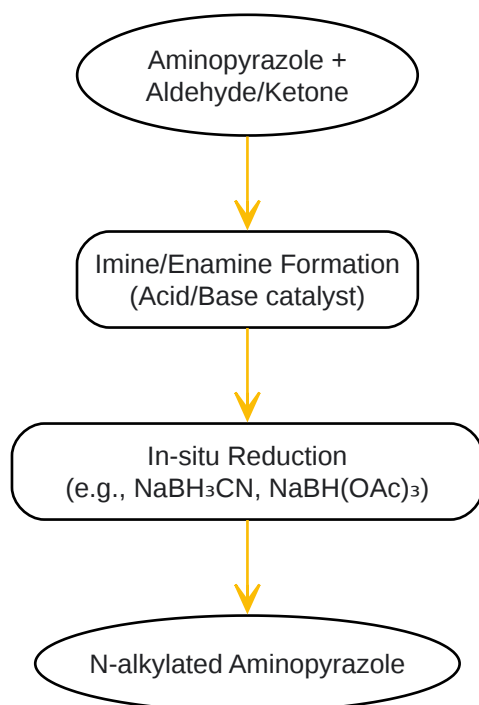 Aminopyrazole +
Aldehyde/Ketone
Imine/Enamine Formation
(Acid/Base catalyst)
In-situ Reduction
(e.g., NaBH₃CN, NaBH(OAc)₃)
N-alkylated Aminopyrazole